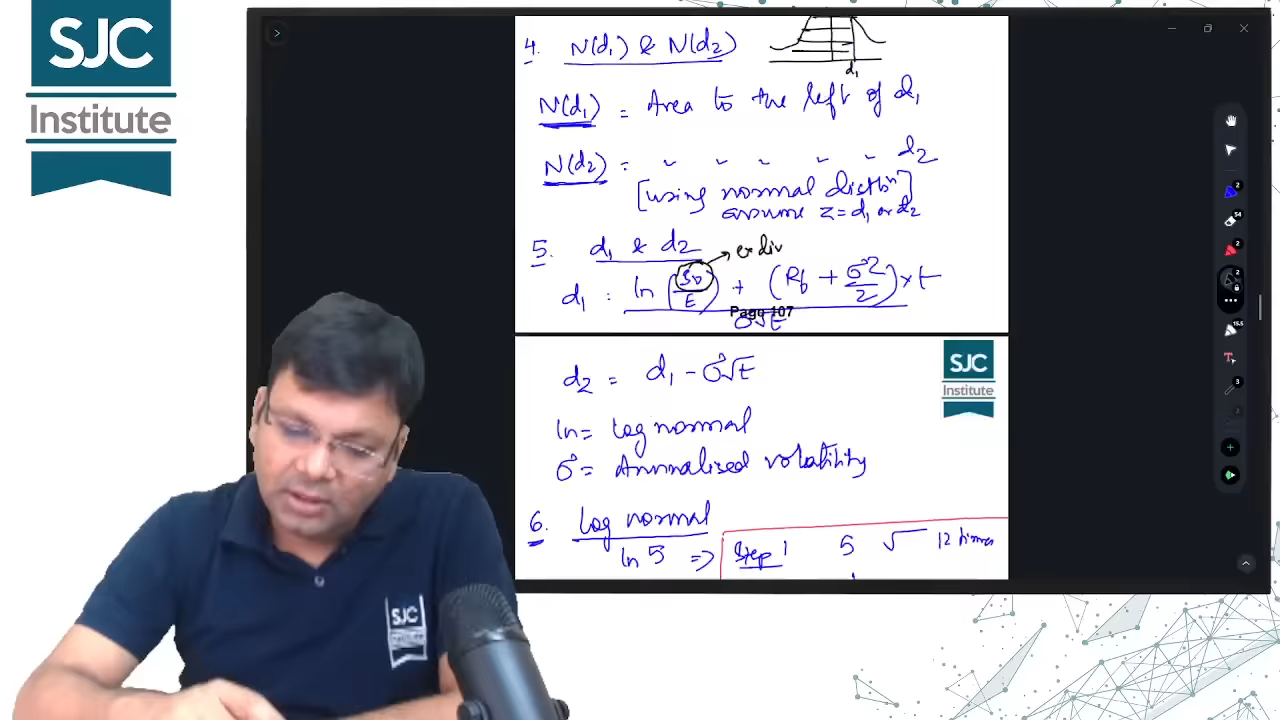 SJC
Institute
4. N(d1) & N(d2)
d1
N(d1) = Area to the left of d1
N(d2) = " " " " " d2
[using normal distbn]
assume z = d1 or d2
5. d1 & d2
ex div
d1 = ln (S0/E) + (Rf + σ²/2) × t
σ√t
Page 107
SJC
Institute
d2 = d1 - σ√t
ln = Log normal
σ = Annualised volatility
6. Log normal
ln 5 => Step 1 5 √ 12 times
SJC
Institute